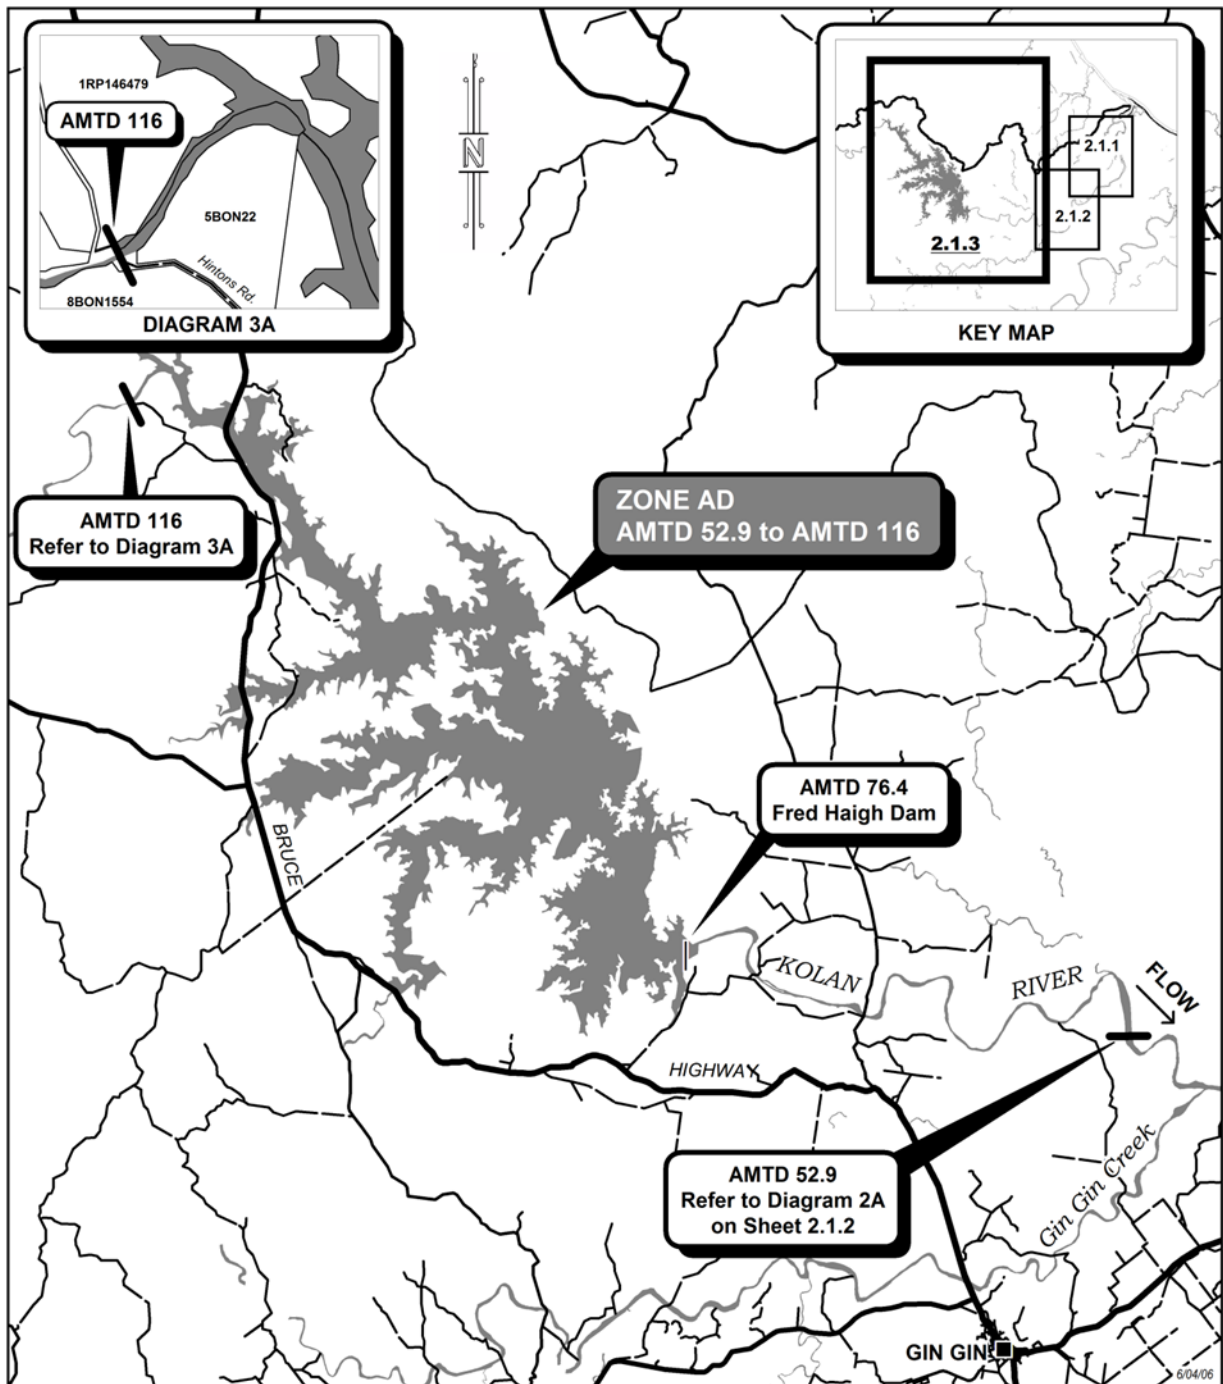 1RP146479
AMTD 116
5BON22
Hintons Rd.
8BON1554
DIAGRAM 3A
N
2.1.1
2.1.2
2.1.3
KEY MAP
AMTD 116
Refer to Diagram 3A
ZONE AD
AMTD 52.9 to AMTD 116
AMTD 76.4
Fred Haigh Dam
BRUCE
KOLAN
RIVER
FLOW
HIGHWAY
AMTD 52.9
Refer to Diagram 2A
on Sheet 2.1.2
Gin Gin Creek
GIN GIN
6/04/06